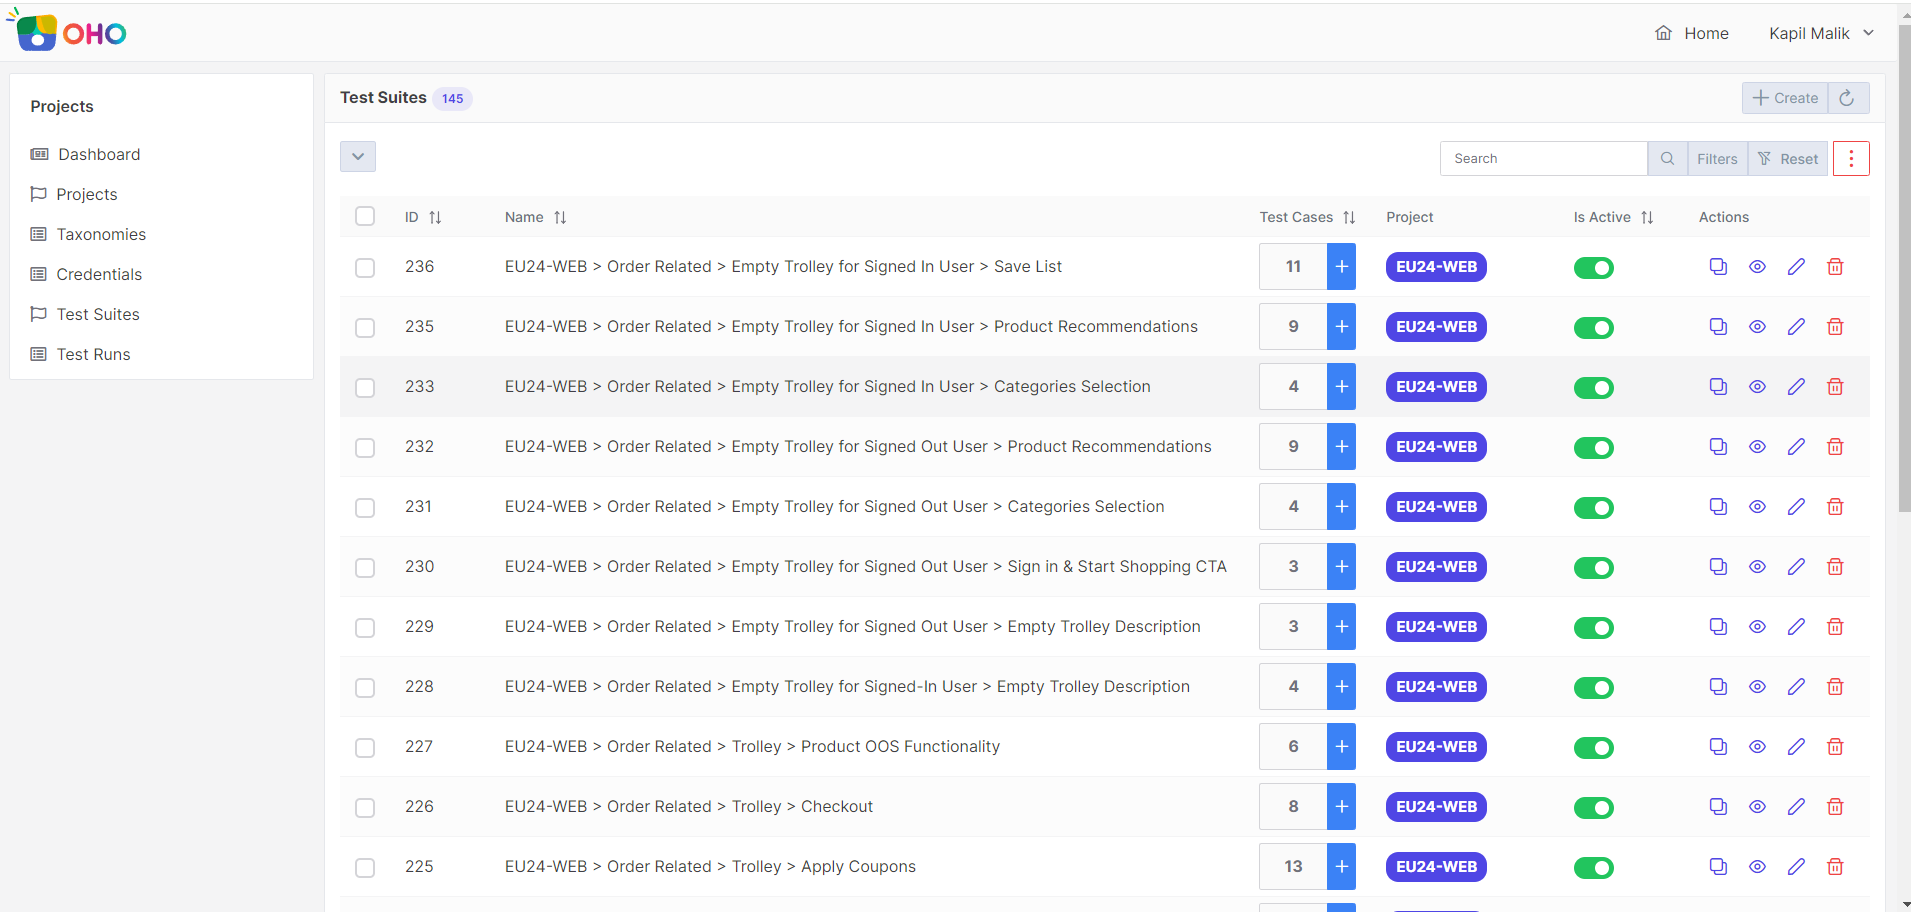 OHO
Home
Kapil Malik
Projects
Dashboard
Projects
Taxonomies
Credentials
Test Suites
Test Runs
Test Suites 145
Create
Search
Filters
Reset
ID Name Test Cases Project Is Active Actions
236 EU24-WEB > Order Related > Empty Trolley for Signed In User > Save List 11 + EU24-WEB
235 EU24-WEB > Order Related > Empty Trolley for Signed In User > Product Recommendations 9 + EU24-WEB
233 EU24-WEB > Order Related > Empty Trolley for Signed In User > Categories Selection 4 + EU24-WEB
232 EU24-WEB > Order Related > Empty Trolley for Signed Out User > Product Recommendations 9 + EU24-WEB
231 EU24-WEB > Order Related > Empty Trolley for Signed Out User > Categories Selection 4 + EU24-WEB
230 EU24-WEB > Order Related > Empty Trolley for Signed Out User > Sign in & Start Shopping CTA 3 + EU24-WEB
229 EU24-WEB > Order Related > Empty Trolley for Signed Out User > Empty Trolley Description 3 + EU24-WEB
228 EU24-WEB > Order Related > Empty Trolley for Signed-In User > Empty Trolley Description 4 + EU24-WEB
227 EU24-WEB > Order Related > Trolley > Product OOS Functionality 6 + EU24-WEB
226 EU24-WEB > Order Related > Trolley > Checkout 8 + EU24-WEB
225 EU24-WEB > Order Related > Trolley > Apply Coupons 13 + EU24-WEB